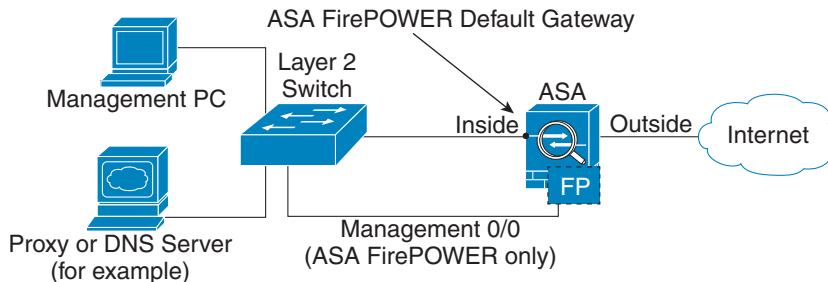 ASA FirePOWER Default Gateway
Layer 2
Switch
Management PC
ASA
Inside
Outside
Internet
FP
Proxy or DNS Server
(for example)
Management 0/0
(ASA FirePOWER only)